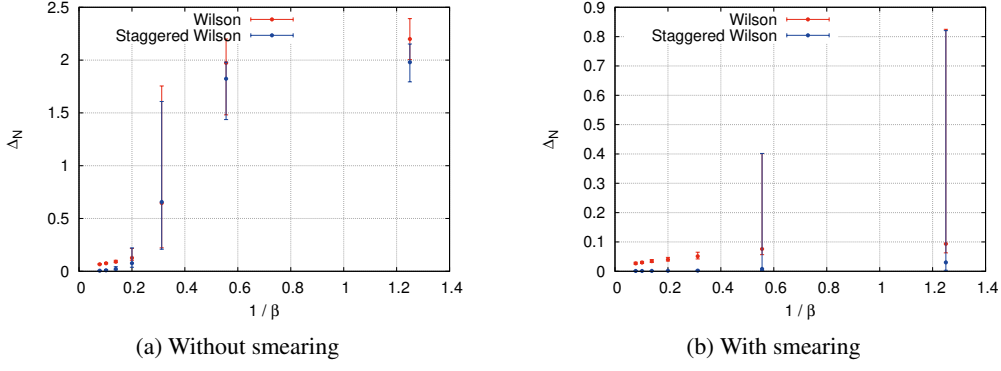 2.5
2
1.5
1
0.5
0
Δ_N
Wilson
Staggered Wilson
0 0.2 0.4 0.6 0.8 1 1.2 1.4
1 / β
(a) Without smearing
0.9
0.8
0.7
0.6
0.5
0.4
0.3
0.2
0.1
0
Δ_N
Wilson
Staggered Wilson
0 0.2 0.4 0.6 0.8 1 1.2 1.4
1 / β
(b) With smearing